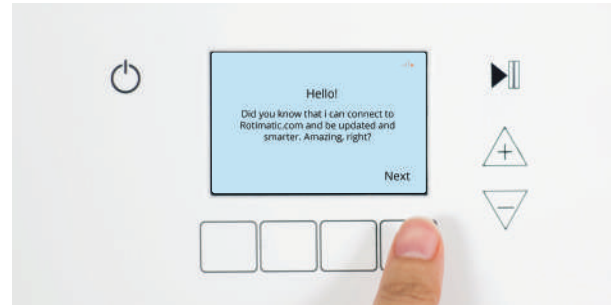 Hello!
Did you know that i can connect to
Rotimatic.com and be updated and
smarter. Amazing, right?
Next